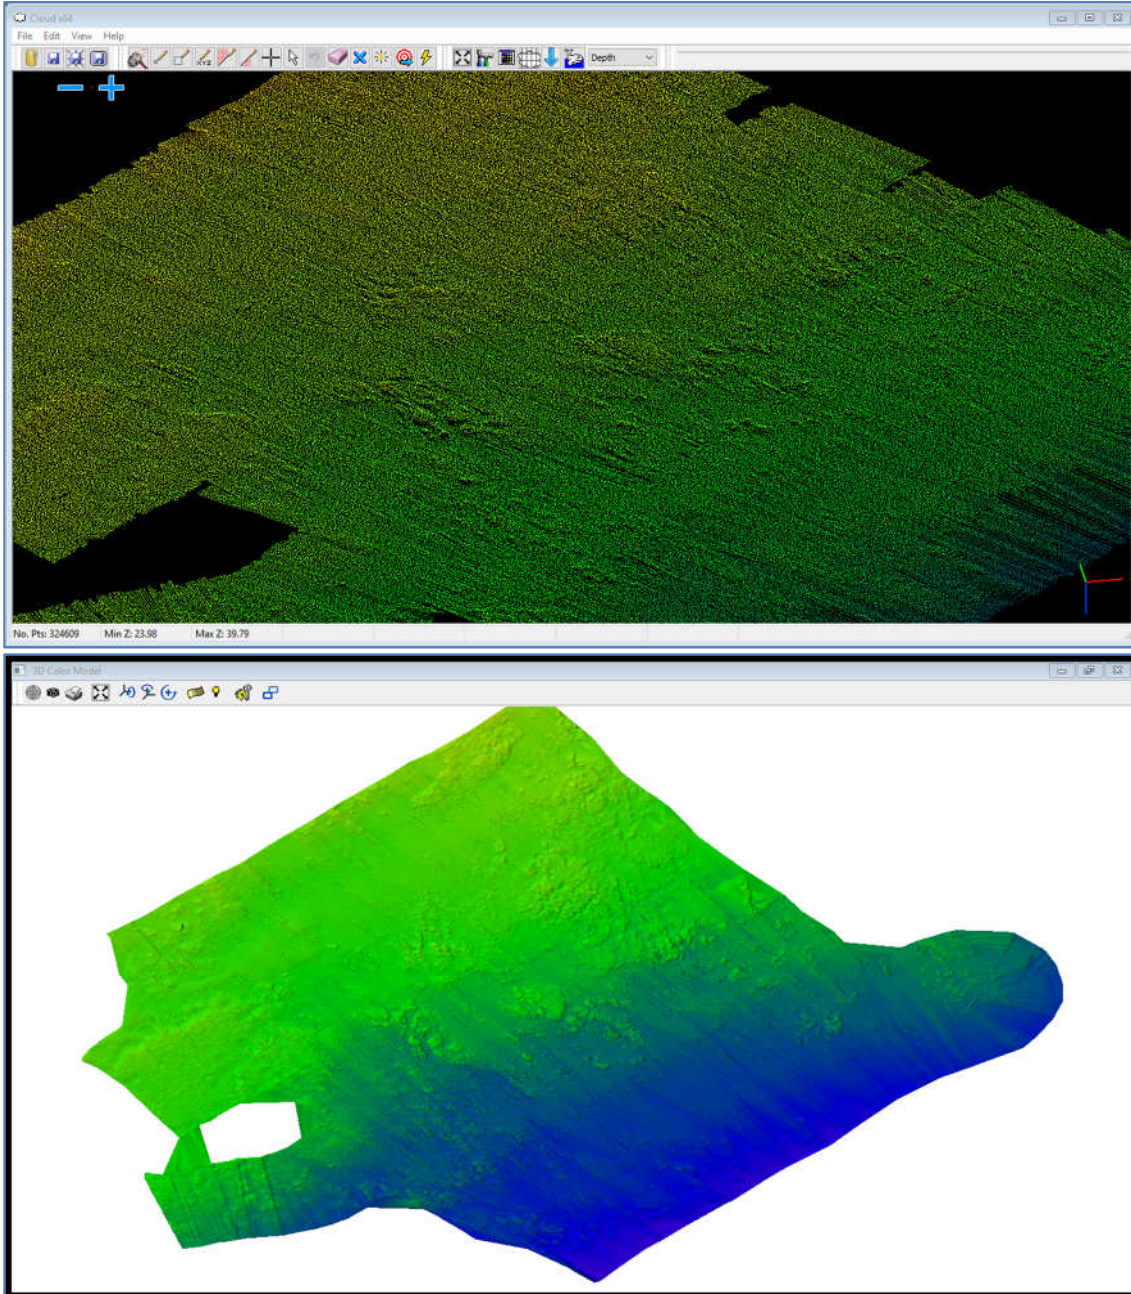 Cloud x64
File Edit View Help
XYZ Depth
No. Pts: 324609 Min Z: 23.98 Max Z: 39.79
3D Color Model